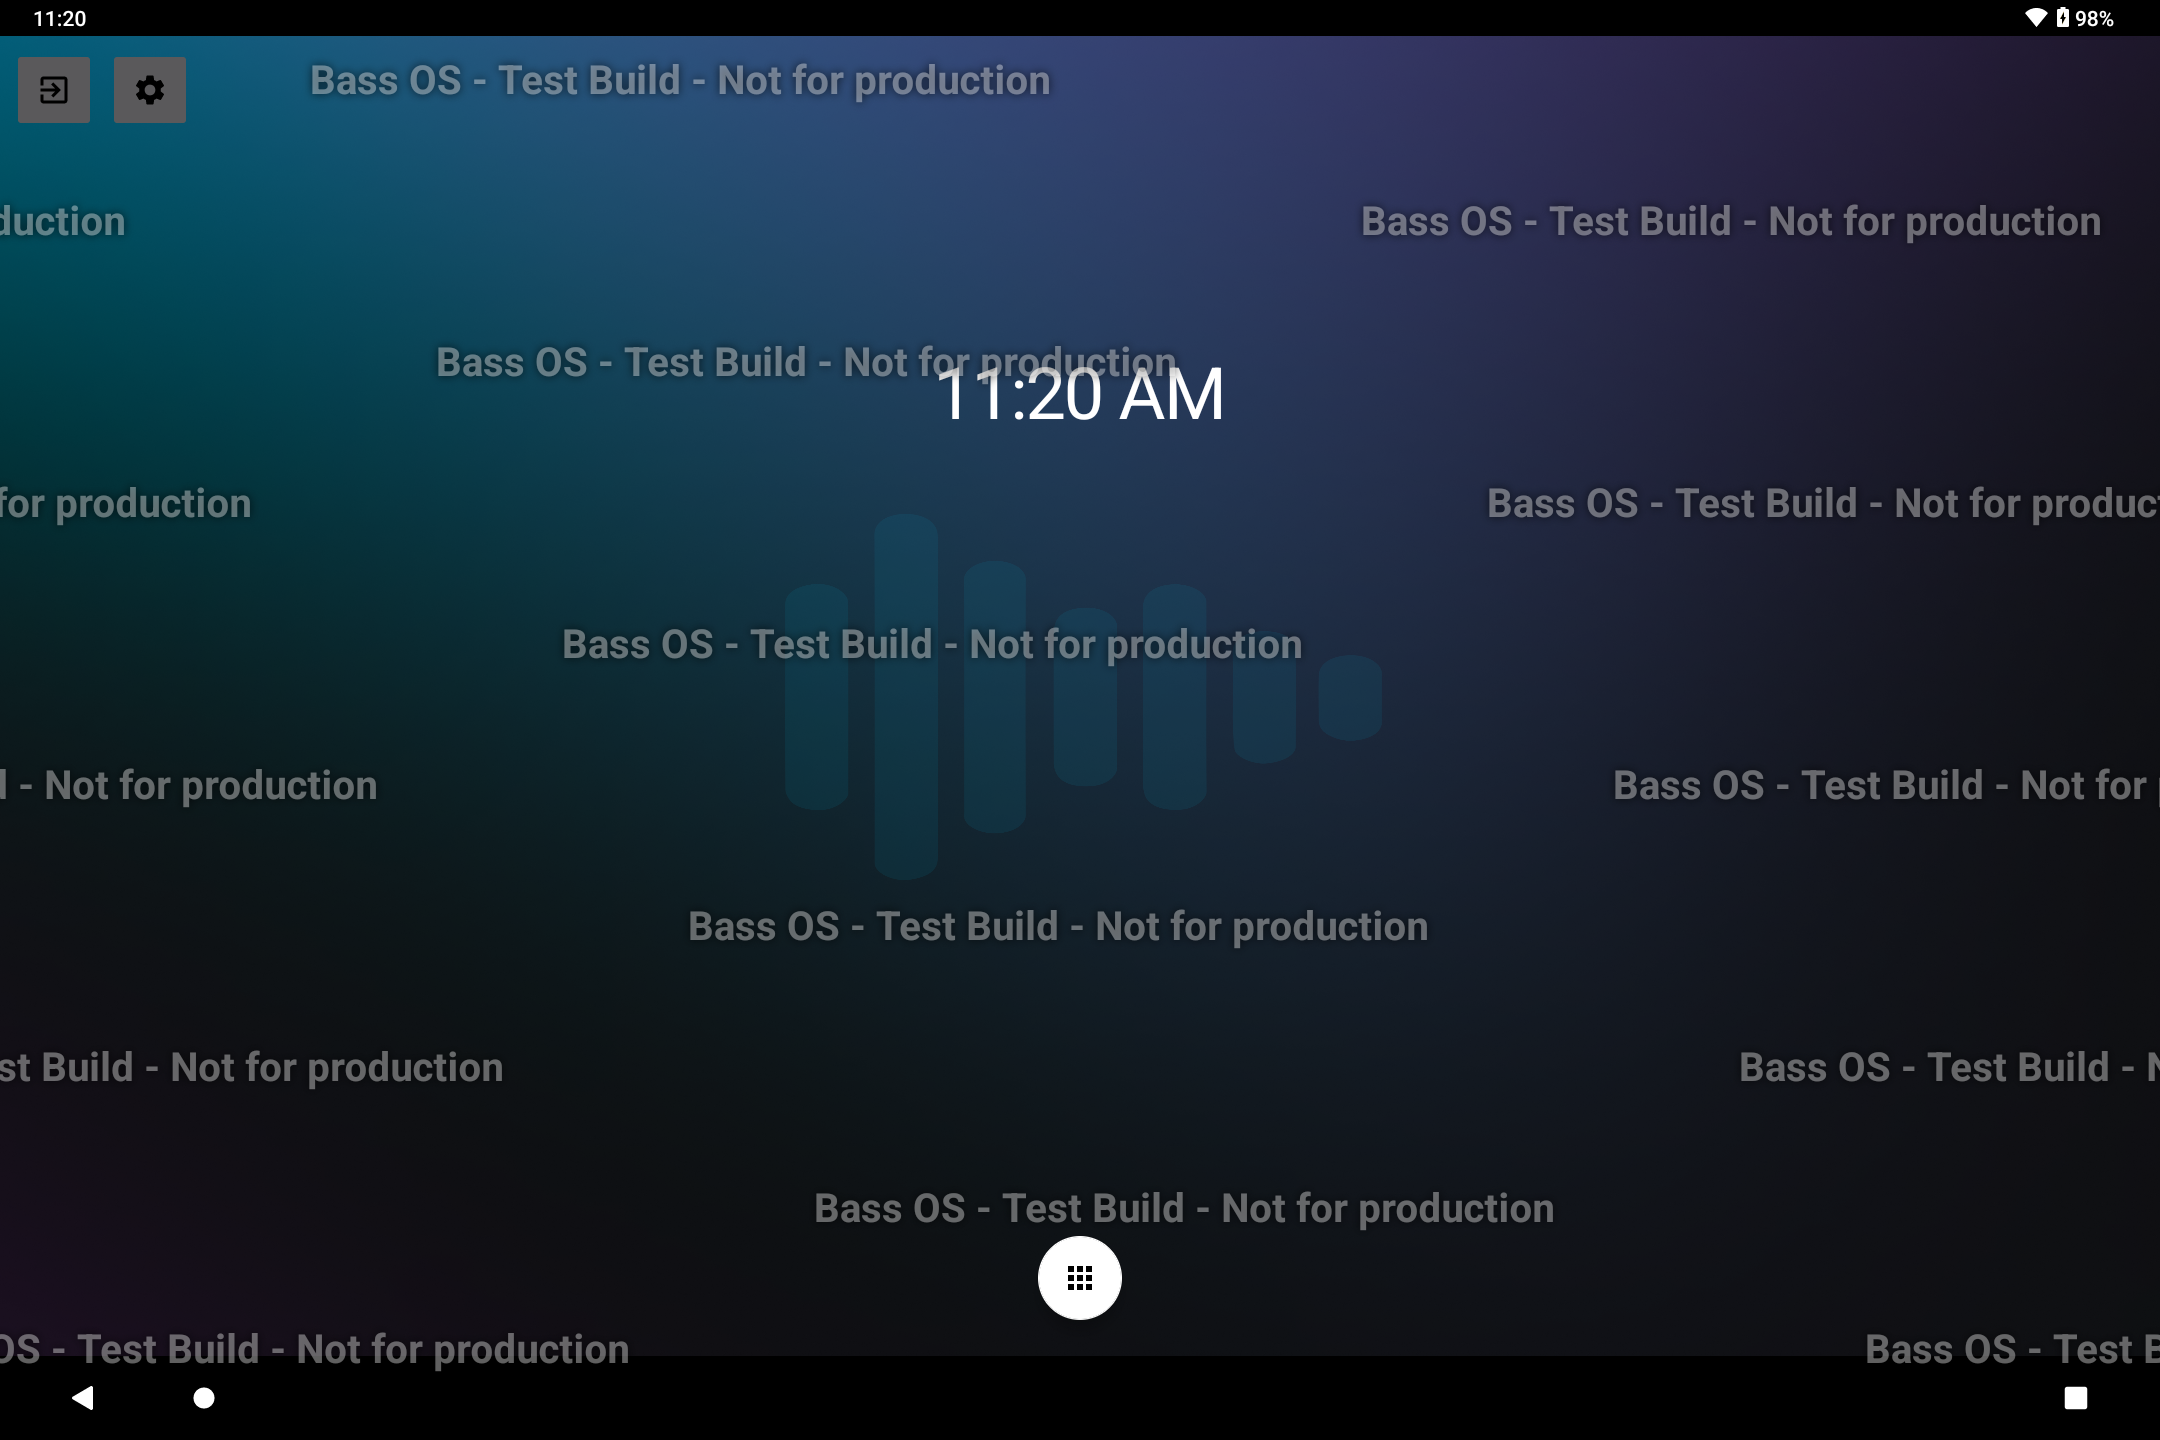 11:20
98%
Bass OS - Test Build - Not for production
duction
Bass OS - Test Build - Not for production
Bass OS - Test Build - Not for production
11:20 AM
for production
Bass OS - Test Build - Not for product
Bass OS - Test Build - Not for production
d - Not for production
Bass OS - Test Build - Not for
Bass OS - Test Build - Not for production
st Build - Not for production
Bass OS - Test Build - N
Bass OS - Test Build - Not for production
OS - Test Build - Not for production
Bass OS - Test B